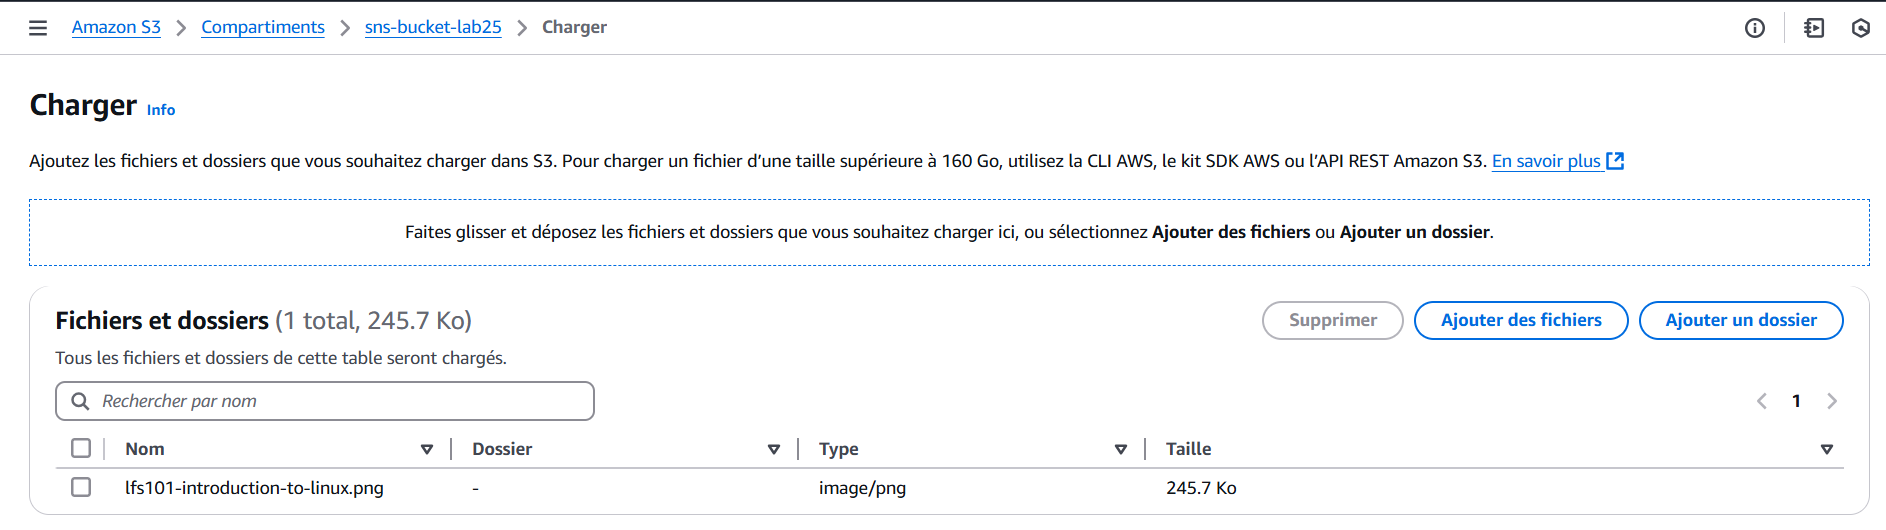 Amazon S3 > Compartiments > sns-bucket-lab25 > Charger
Charger Info
Ajoutez les fichiers et dossiers que vous souhaitez charger dans S3. Pour charger un fichier d’une taille supérieure à 160 Go, utilisez la CLI AWS, le kit SDK AWS ou l’API REST Amazon S3. En savoir plus
Faites glisser et déposez les fichiers et dossiers que vous souhaitez charger ici, ou sélectionnez Ajouter des fichiers ou Ajouter un dossier.
Fichiers et dossiers (1 total, 245.7 Ko) Supprimer Ajouter des fichiers Ajouter un dossier
Tous les fichiers et dossiers de cette table seront chargés.
Rechercher par nom < 1 >
Nom Dossier Type Taille
lfs101-introduction-to-linux.png - image/png 245.7 Ko